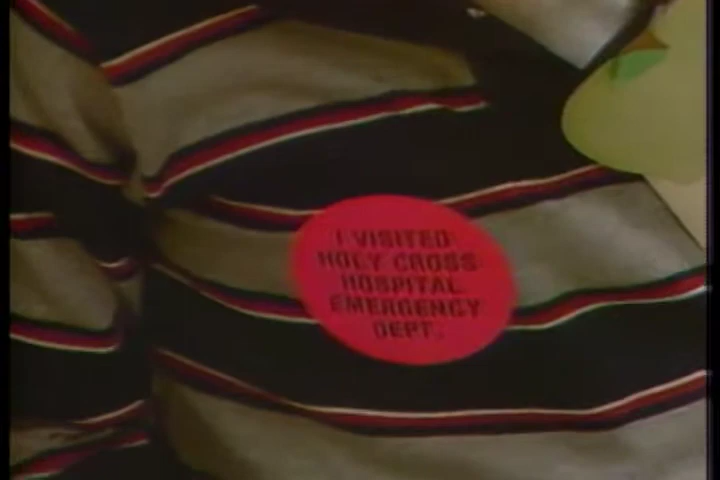 I VISITED
HOLY CROSS
HOSPITAL
EMERGENCY
DEPT.